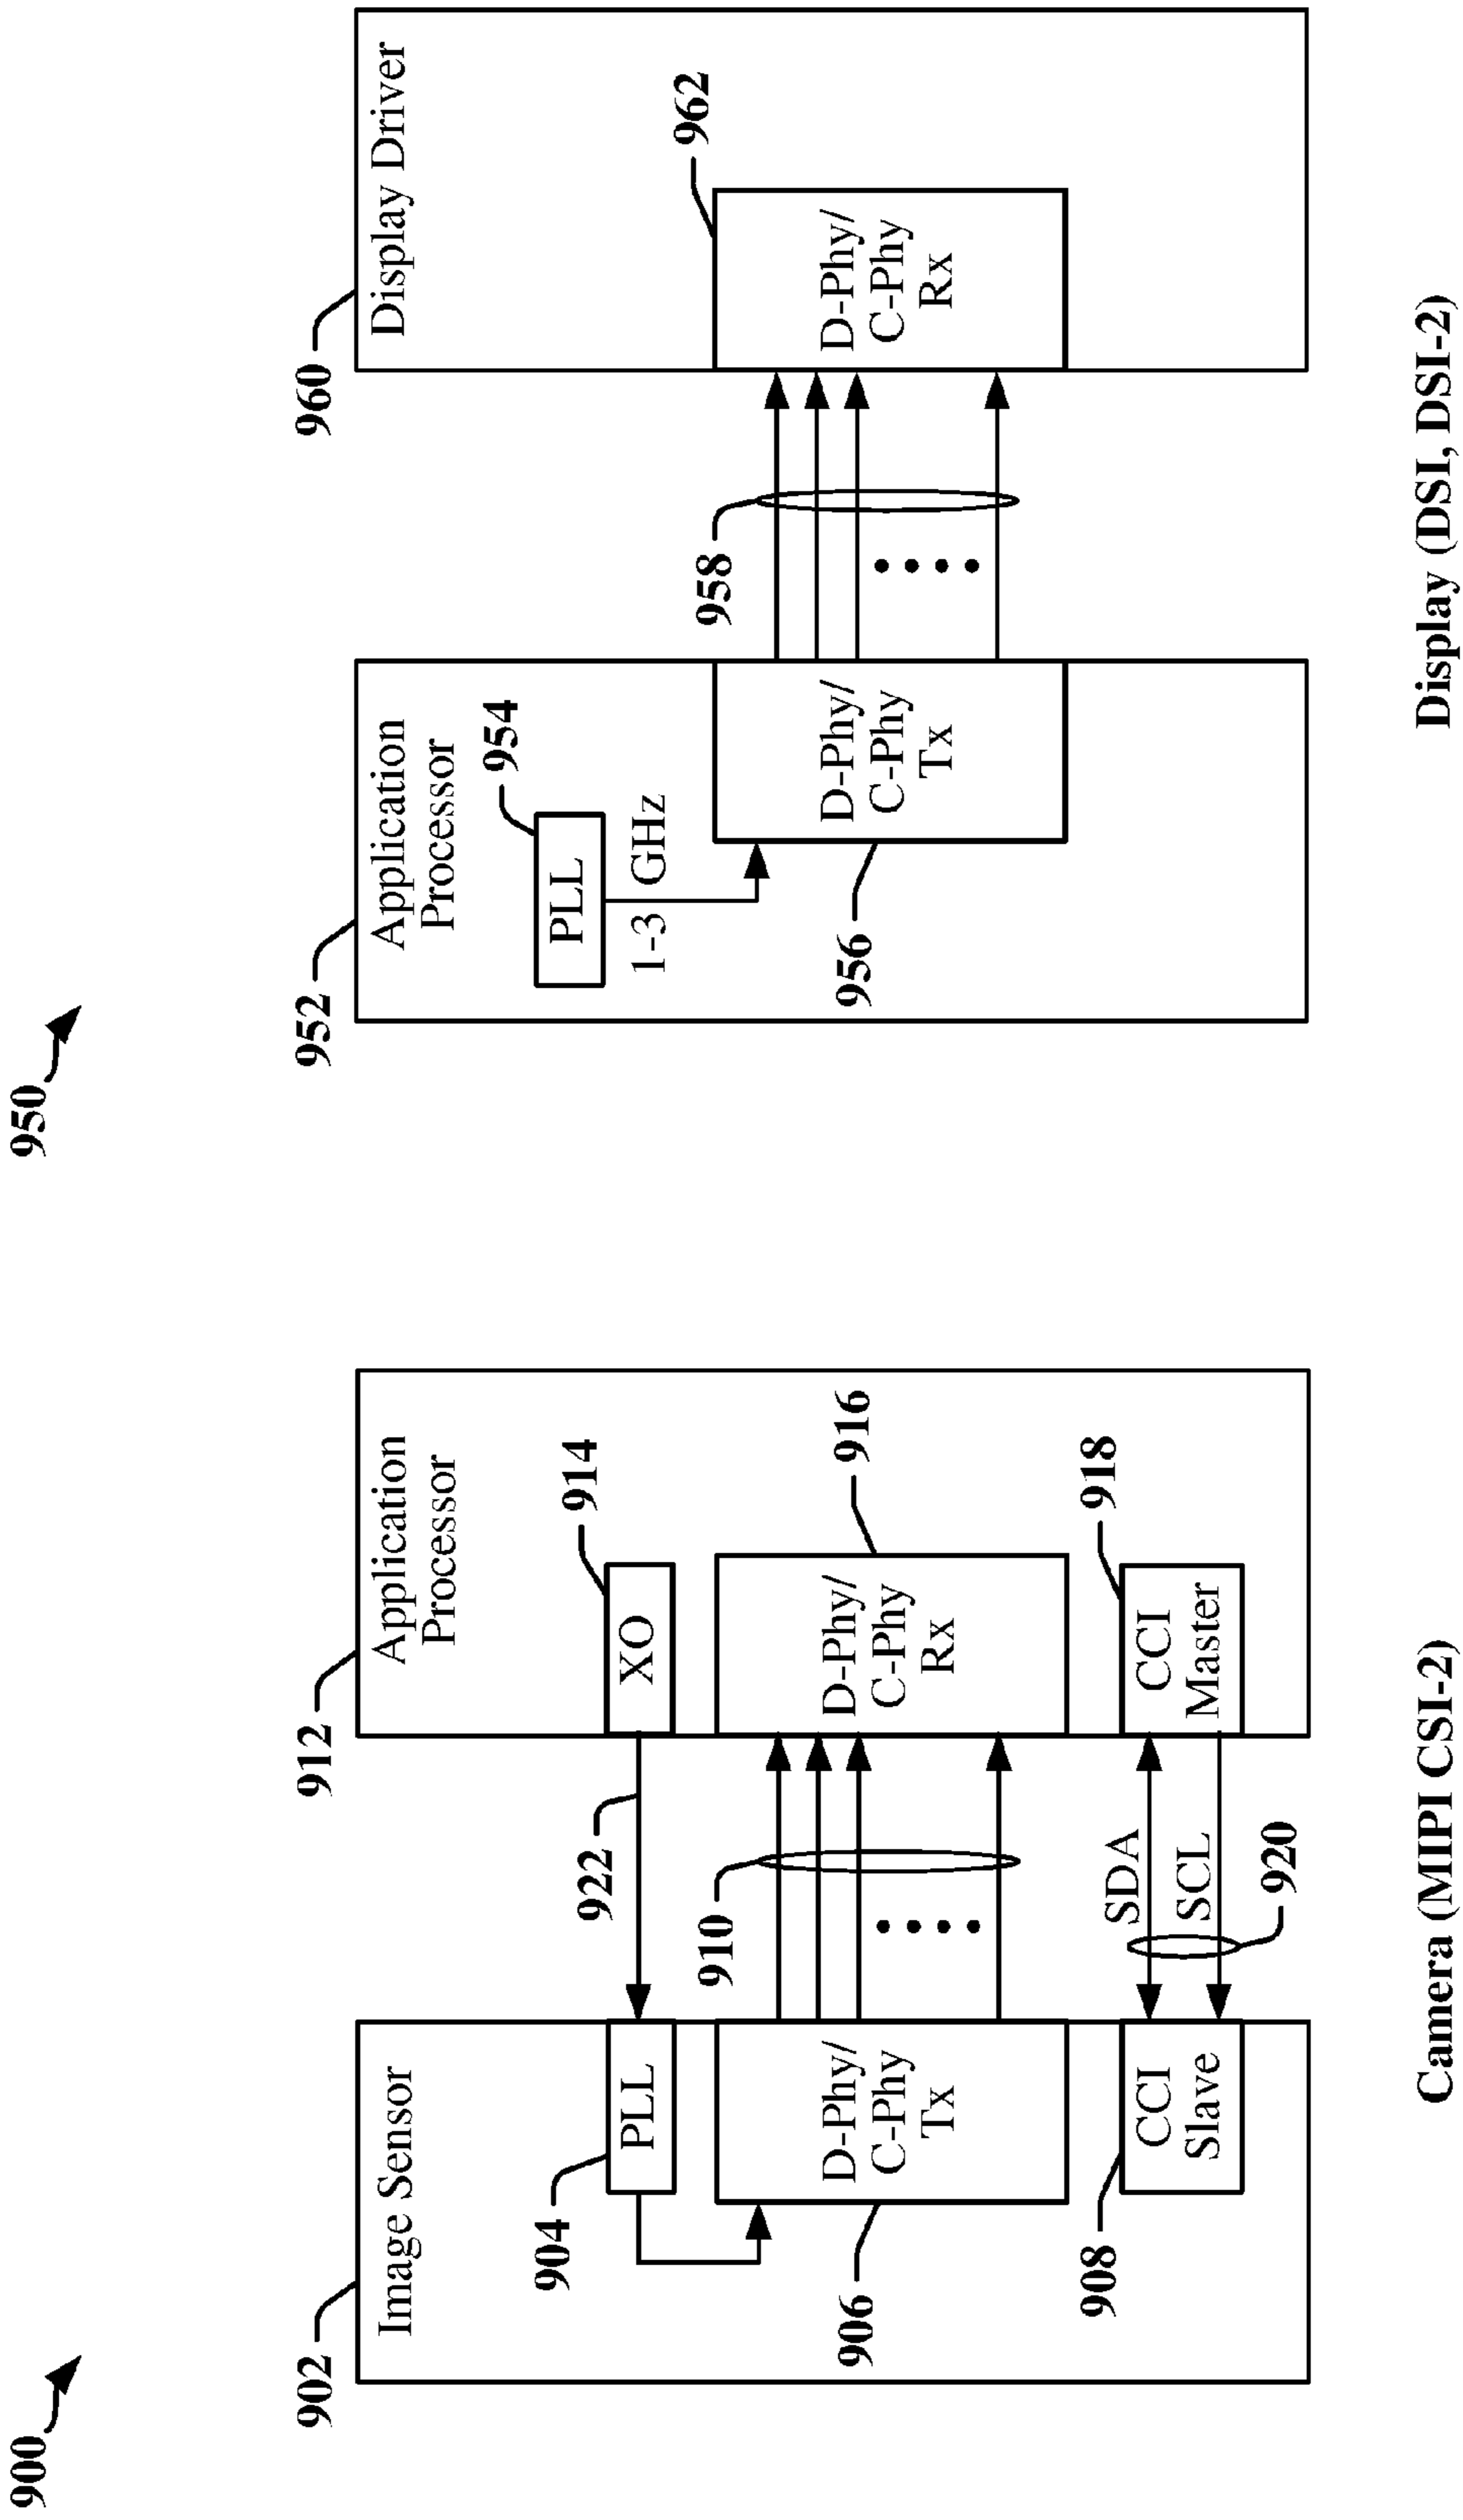 900
902
Image Sensor
904
PLL
906
D-Phy/
C-Phy
Tx
908
CCI
Slave
922
910
SDA
SCL
920
912
Application
Processor
914
XO
916
D-Phy/
C-Phy
Rx
918
CCI
Master
Camera (MIPI CSI-2)
950
952
Application
Processor
954
PLL
1-3 GHz
956
D-Phy/
C-Phy
Tx
958
960
Display Driver
962
D-Phy/
C-Phy
Rx
Display (DSI, DSI-2)